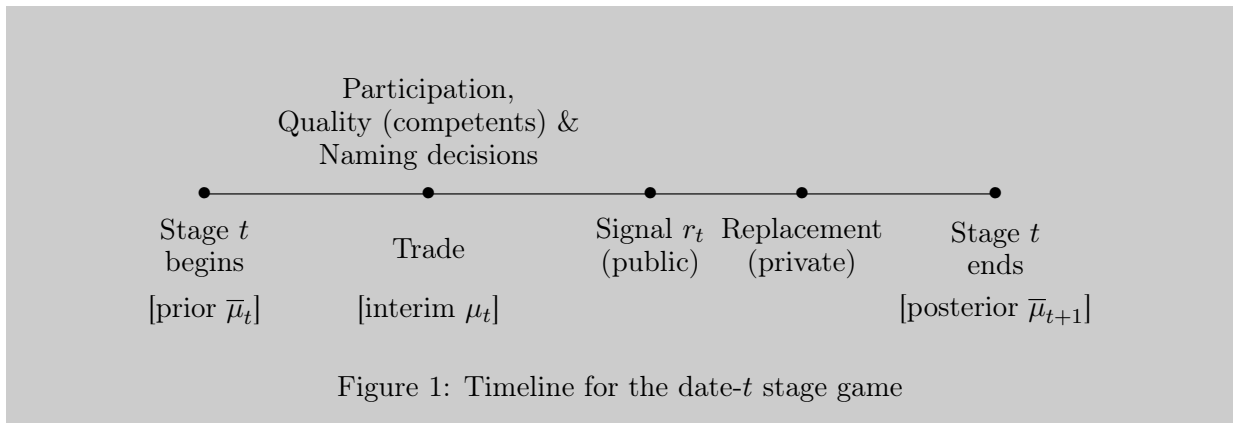 Participation,
Quality (competents) &
Naming decisions
Stage t
begins
Trade
Signal r_t
(public)
Replacement
(private)
Stage t
ends
[prior μ̅_t]
[interim μ_t]
[posterior μ̅_{t+1}]
Figure 1: Timeline for the date-t stage game